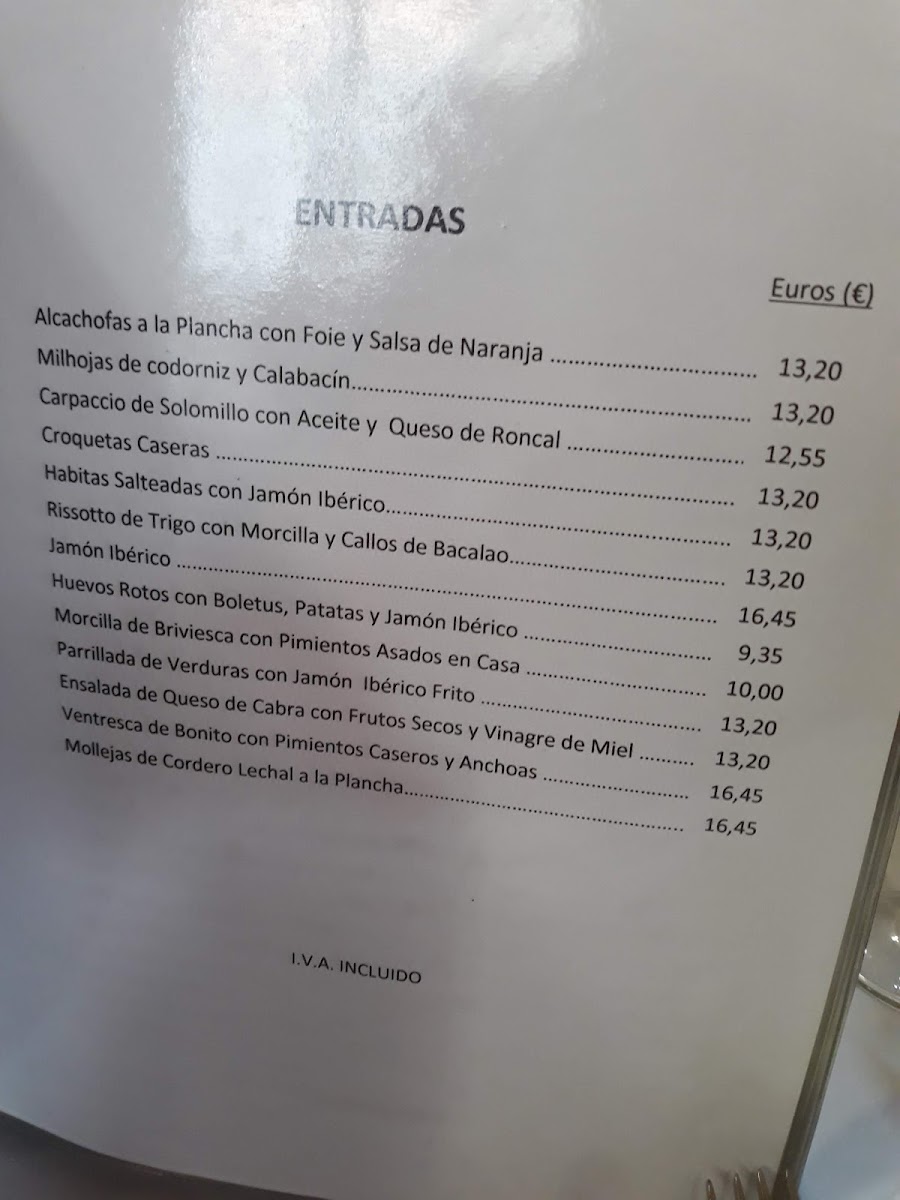 ENTRADAS
Euros (€)
Alcachofas a la Plancha con Foie y Salsa de Naranja ................................ 13,20
Milhojas de codorniz y Calabacín................................................................ 13,20
Carpaccio de Solomillo con Aceite y Queso de Roncal ............................ 12,55
Croquetas Caseras ...................................................................................... 13,20
Habitas Salteadas con Jamón Ibérico......................................................... 13,20
Rissotto de Trigo con Morcilla y Callos de Bacalao................................... 13,20
Jamón Ibérico ............................................................................................. 16,45
Huevos Rotos con Boletus, Patatas y Jamón Ibérico ................................ 9,35
Morcilla de Briviesca con Pimientos Asados en Casa ............................... 10,00
Parrillada de Verduras con Jamón Ibérico Frito ...................................... 13,20
Ensalada de Queso de Cabra con Frutos Secos y Vinagre de Miel .......... 13,20
Ventresca de Bonito con Pimientos Caseros y Anchoas ........................... 16,45
Mollejas de Cordero Lechal a la Plancha.................................................... 16,45
I.V.A. INCLUIDO